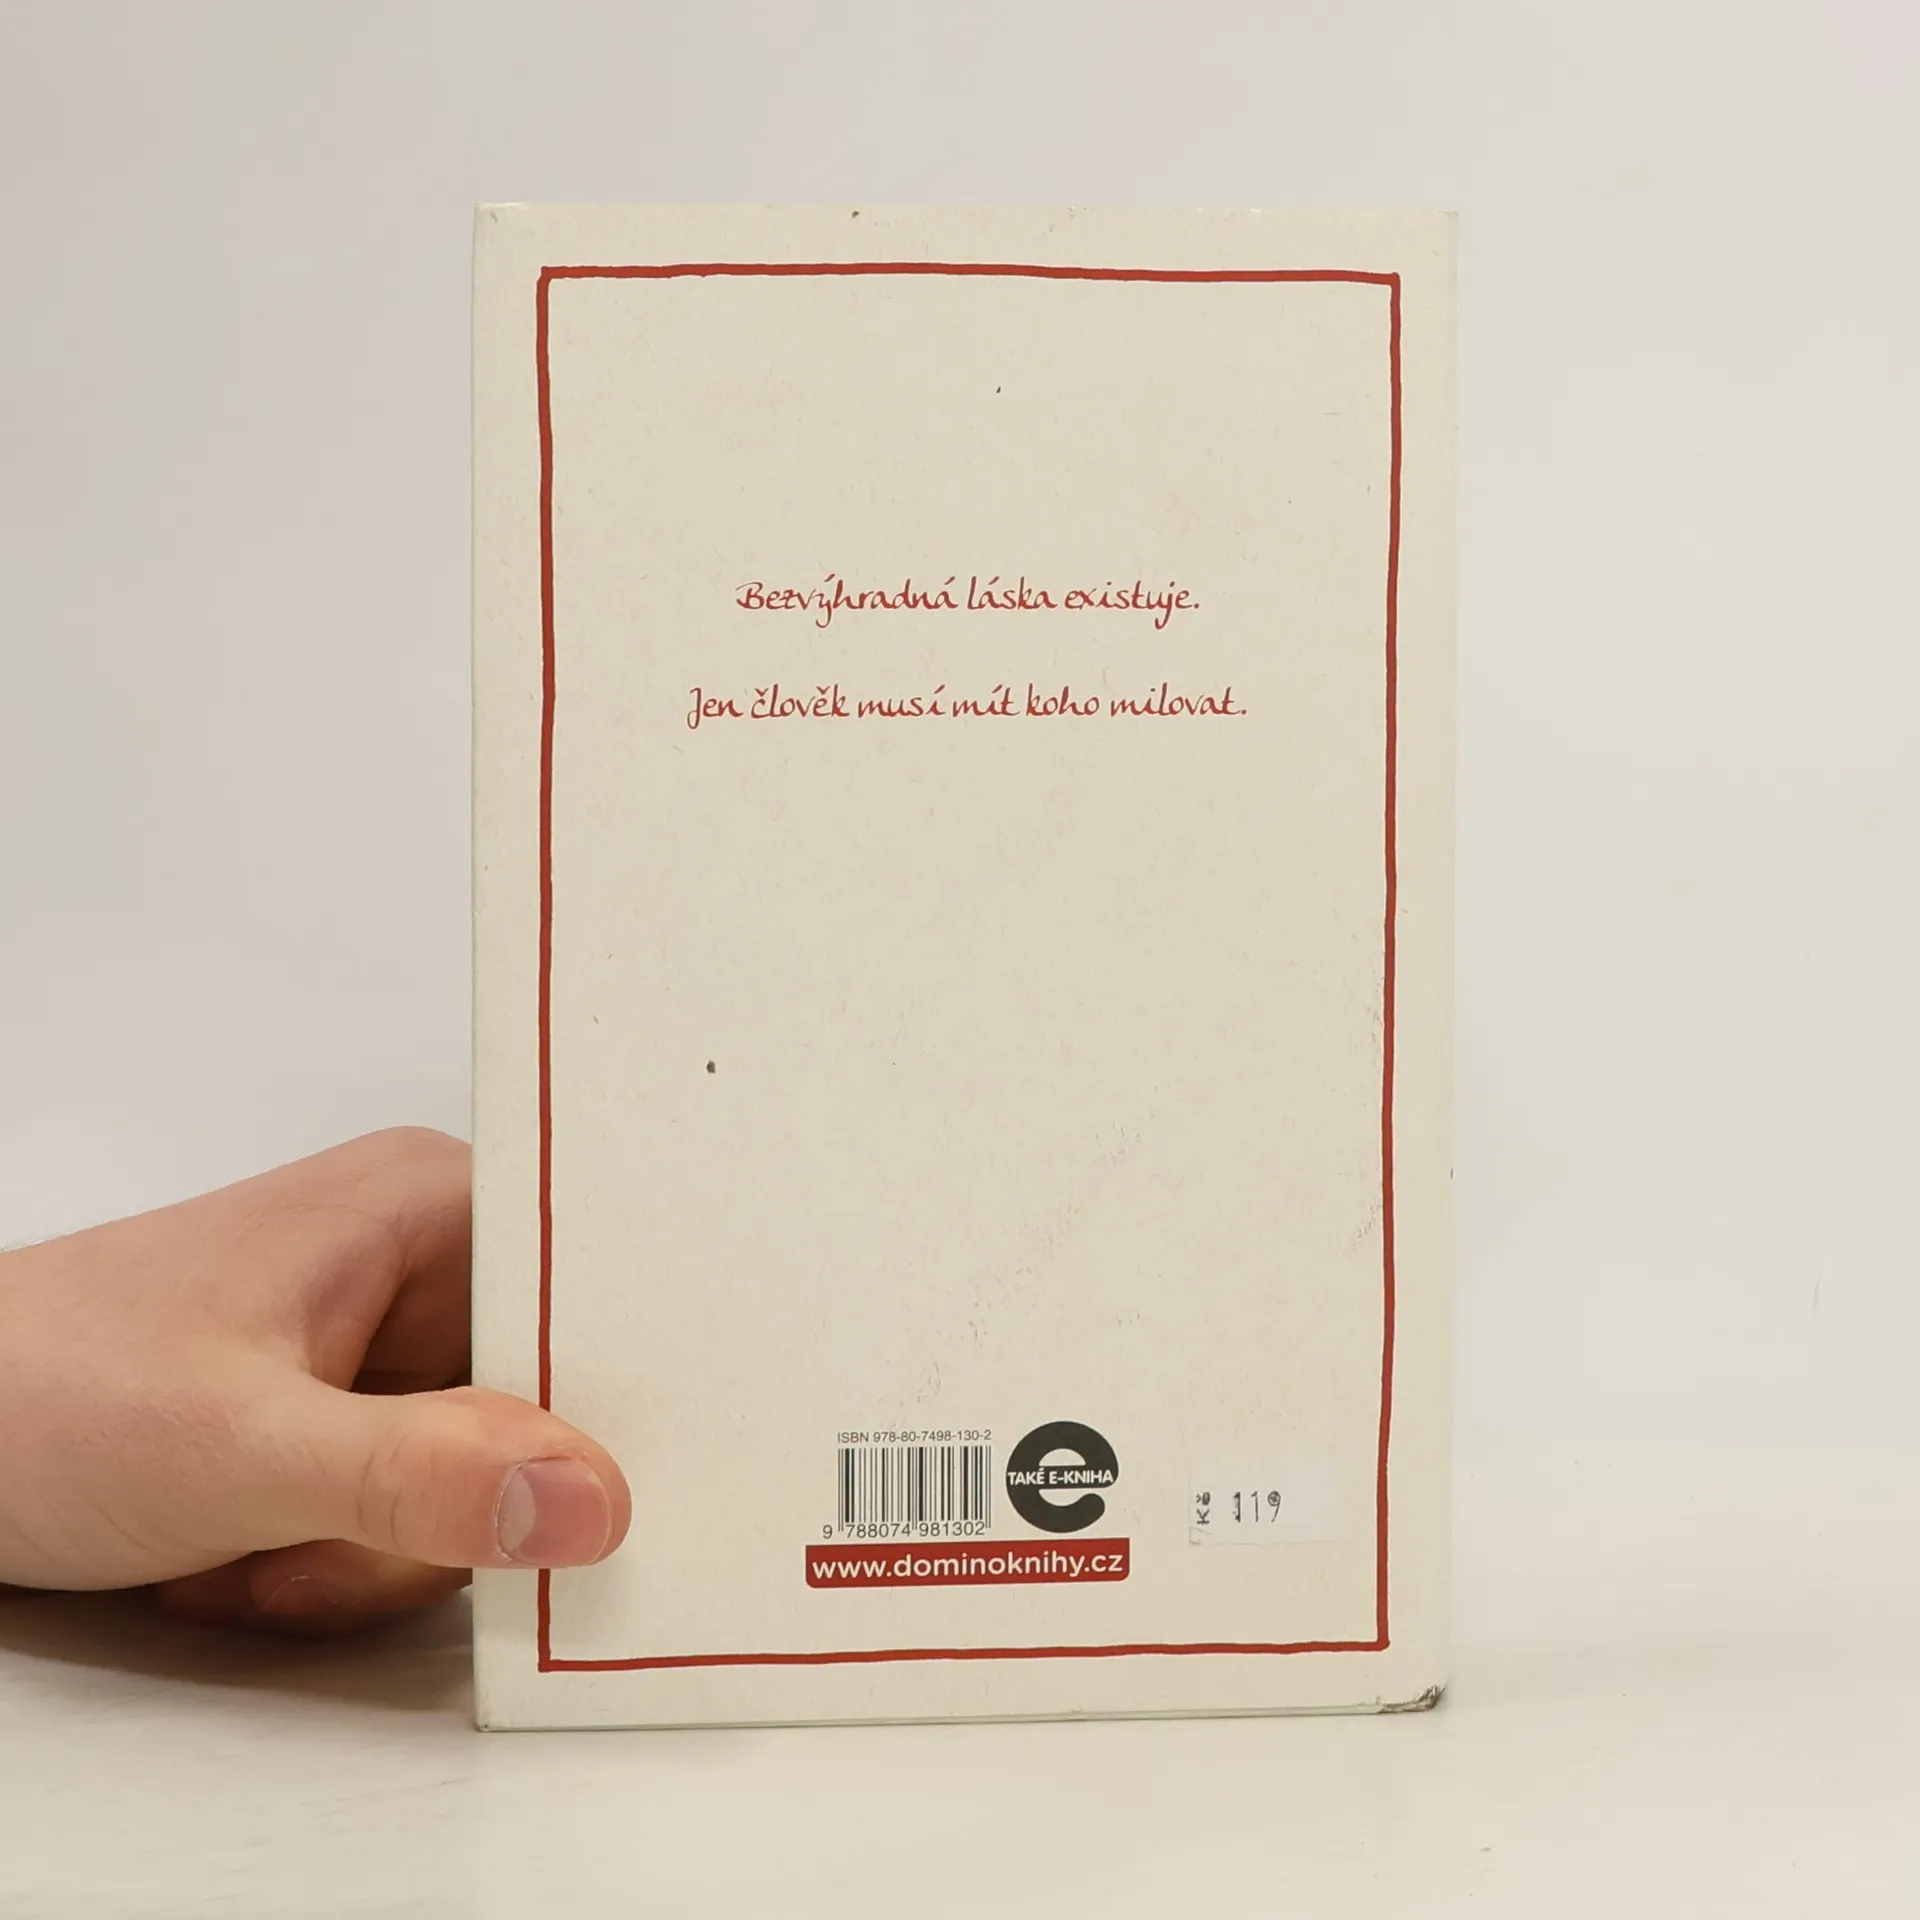 Bezvýhradná láska existuje.
Jen člověk musí mít koho milovat.
ISBN 978-80-7498-130-2
TAKÉ E-KNIHA
9 788074 981302
Kč 119
www.dominoknihy.cz